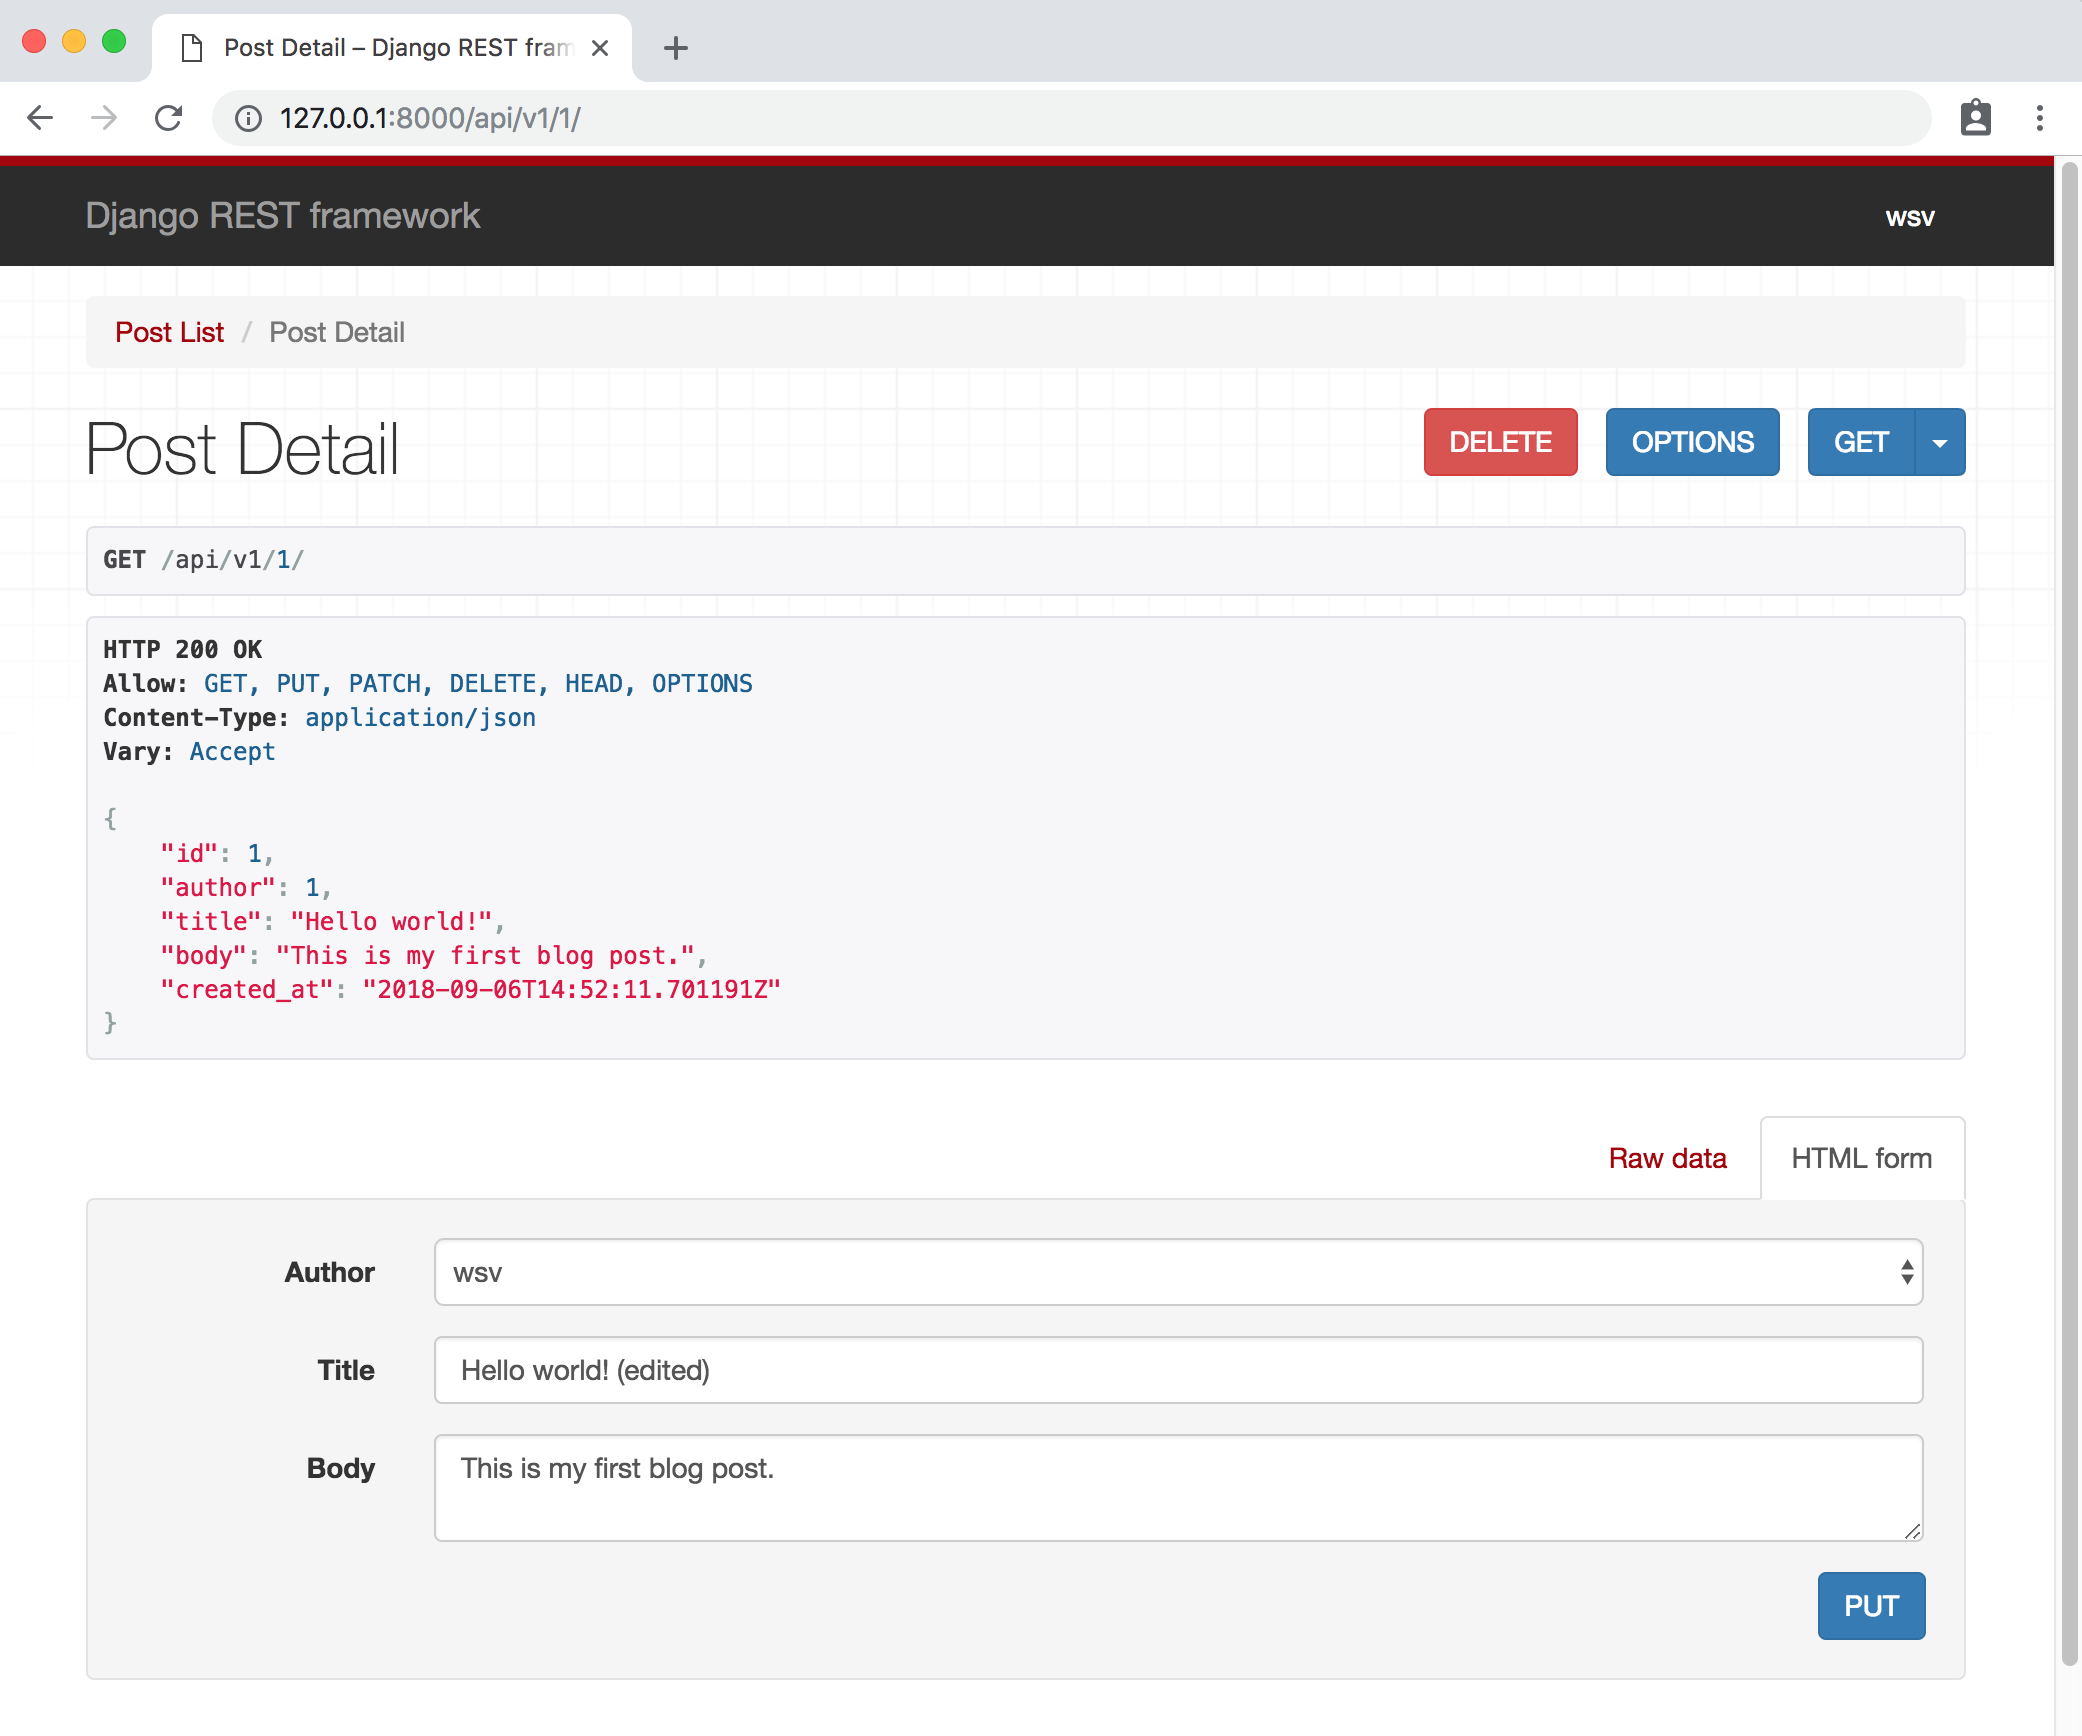 Post Detail – Django REST fram
127.0.0.1:8000/api/v1/1/
Django REST framework
wsv
Post List / Post Detail
Post Detail
DELETE
OPTIONS
GET
GET /api/v1/1/
HTTP 200 OK
Allow: GET, PUT, PATCH, DELETE, HEAD, OPTIONS
Content-Type: application/json
Vary: Accept
{
    "id": 1,
    "author": 1,
    "title": "Hello world!",
    "body": "This is my first blog post.",
    "created_at": "2018-09-06T14:52:11.701191Z"
}
Raw data
HTML form
Author
wsv
Title
Hello world! (edited)
Body
This is my first blog post.
PUT